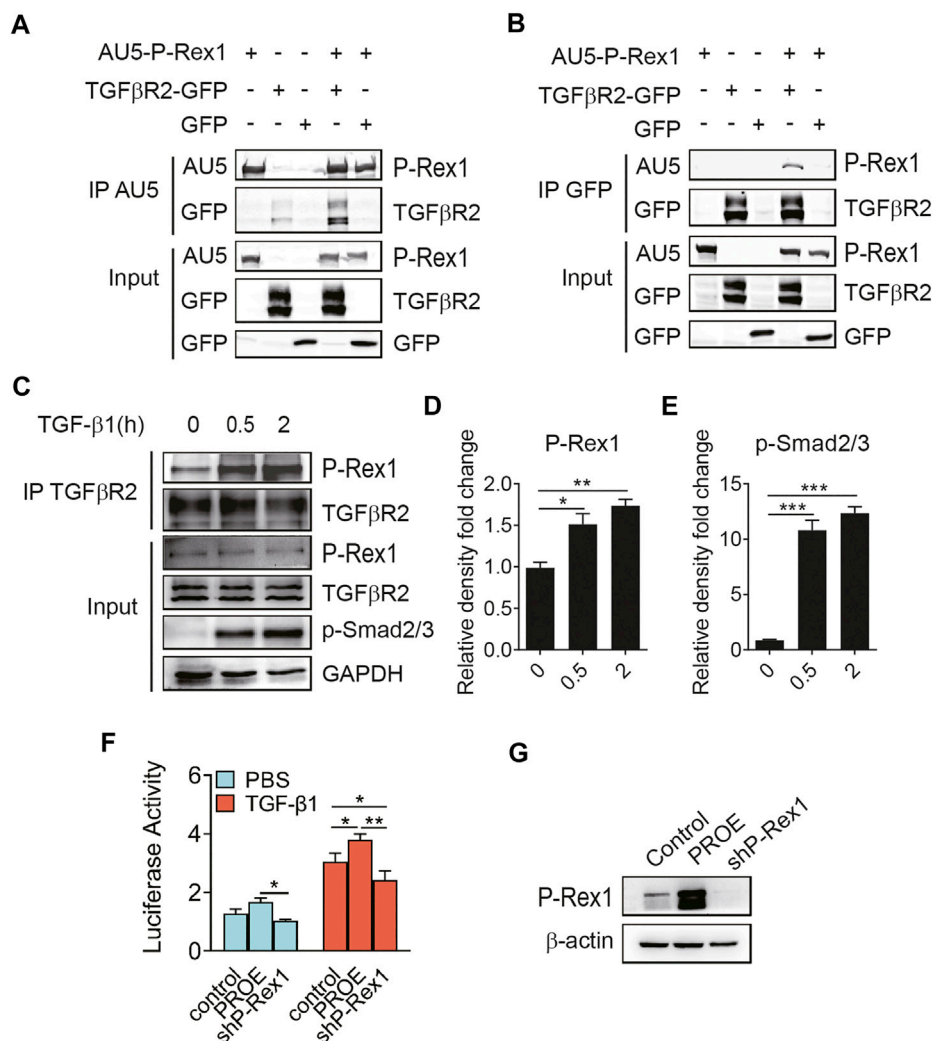 A
AU5-P-Rex1 + - - + +
TGFβR2-GFP - + - + -
GFP - - + - +
IP AU5
AU5 P-Rex1
GFP TGFβR2
Input
AU5 P-Rex1
GFP TGFβR2
GFP GFP
B
AU5-P-Rex1 + - - + +
TGFβR2-GFP - + - + -
GFP - - + - +
IP GFP
AU5 P-Rex1
GFP TGFβR2
Input
AU5 P-Rex1
GFP TGFβR2
GFP GFP
C
TGF-β1(h) 0 0.5 2
IP TGFβR2
P-Rex1
TGFβR2
Input
P-Rex1
TGFβR2
p-Smad2/3
GAPDH
D
P-Rex1
Relative density fold change
2.0
1.5
1.0
0.5
0.0
**
*
0 0.5 2
E
p-Smad2/3
Relative density fold change
15
10
5
0
***
***
0 0.5 2
F
Luciferase Activity
6
4
2
0
PBS
TGF-β1
*
*
* **
control PROE shP-Rex1 control PROE shP-Rex1
G
Control PROE shP-Rex1
P-Rex1
β-actin